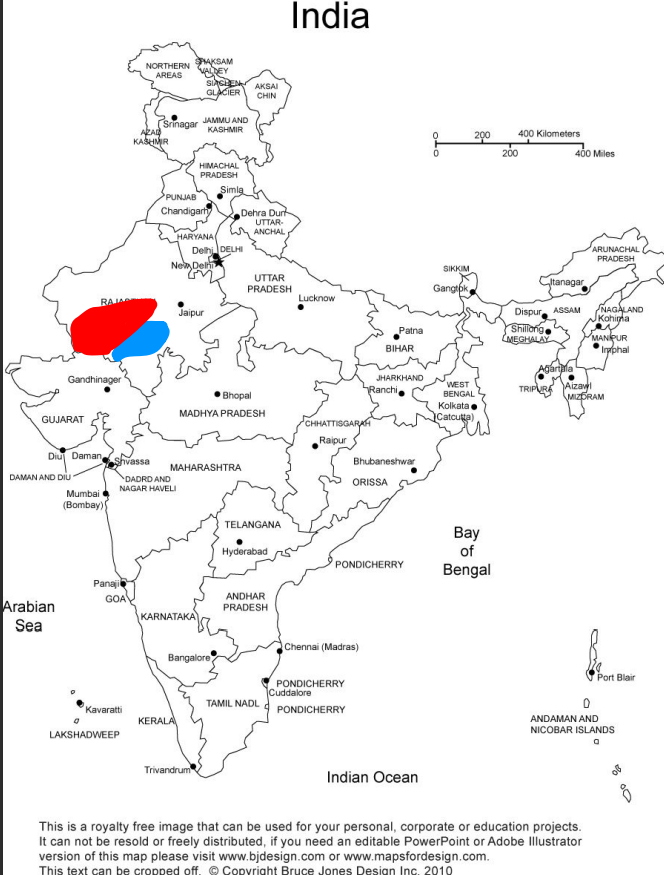 India
NORTHERN
AREAS
SHAKSAM
VALLEY
SIACHEN
GLACIER
AKSAI
CHIN
Srinagar
JAMMU AND
KASHMIR
AZAD
KASHMIR
0 200 400 Kilometers
0 200 400 Miles
HIMACHAL
PRADESH
Simla
PUNJAB
Chandigarh
Dehra Dun
UTTAR-
ANCHAL
HARYANA
Delhi
DELHI
New Delhi
ARUNACHAL
PRADESH
SIKKIM
Gangtok
Itanagar
UTTAR
PRADESH
Lucknow
Jaipur
Dispur
ASSAM
NAGALAND
Kohima
Shillong
MEGHALAY
MANIPUR
Imphal
Patna
BIHAR
Agartala
TRIPURA
Aizawl
MIZORAM
Gandhinager
JHARKHAND
Ranchi
WEST
BENGAL
Kolkata
(Catcutta)
Bhopal
MADHYA PRADESH
GUJARAT
CHHATTISGARAH
Raipur
Diu
Daman
Shvassa
DAMAN AND DIU
DADRD AND
NAGAR HAVELI
MAHARASHTRA
Bhubaneshwar
ORISSA
Mumbai
(Bombay)
TELANGANA
Hyderabad
Bay
of
Bengal
PONDICHERRY
Panaji
GOA
ANDHAR
PRADESH
Arabian
Sea
KARNATAKA
Bangalore
Chennai (Madras)
PONDICHERRY
Cuddalore
TAMIL NADL
PONDICHERRY
Port Blair
Kavaratti
LAKSHADWEEP
KERALA
ANDAMAN AND
NICOBAR ISLANDS
Trivandrum
Indian Ocean
This is a royalty free image that can be used for your personal, corporate or education projects.
It can not be resold or freely distributed, if you need an editable PowerPoint or Adobe Illustrator
version of this map please visit www.bjdesign.com or www.mapsfordesign.com.
This text can be cropped off. © Copyright Bruce Jones Design Inc. 2010